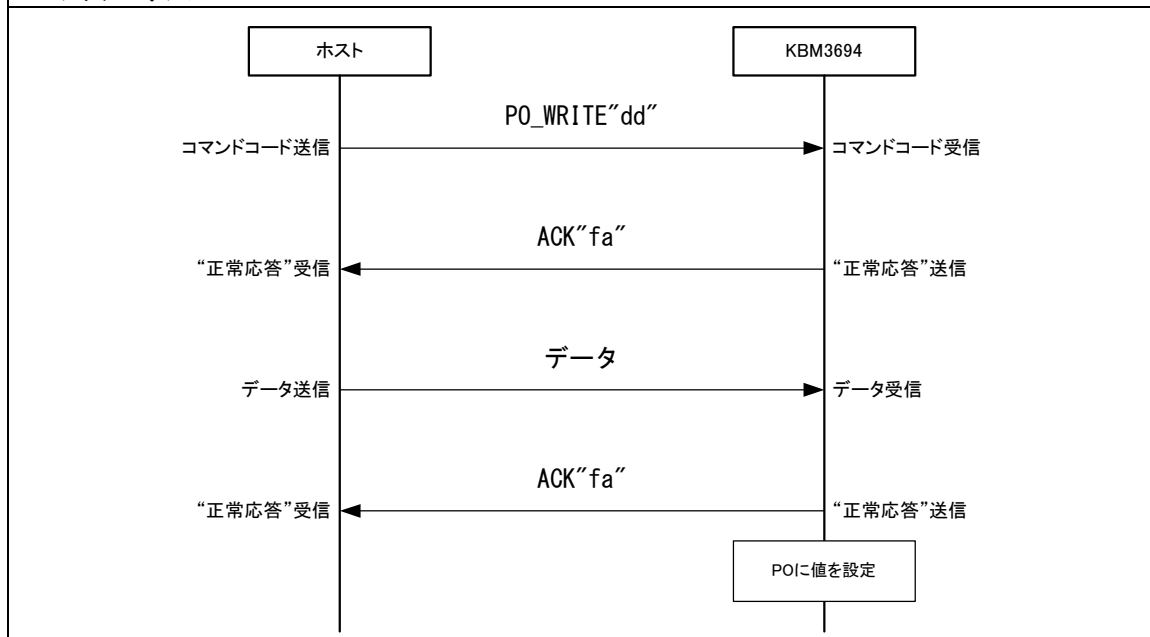 ホスト
KBM3694
PO_WRITE"dd"
コマンドコード送信
コマンドコード受信
ACK"fa"
“正常応答”受信
“正常応答”送信
データ
データ送信
データ受信
ACK"fa"
“正常応答”受信
“正常応答”送信
POに値を設定